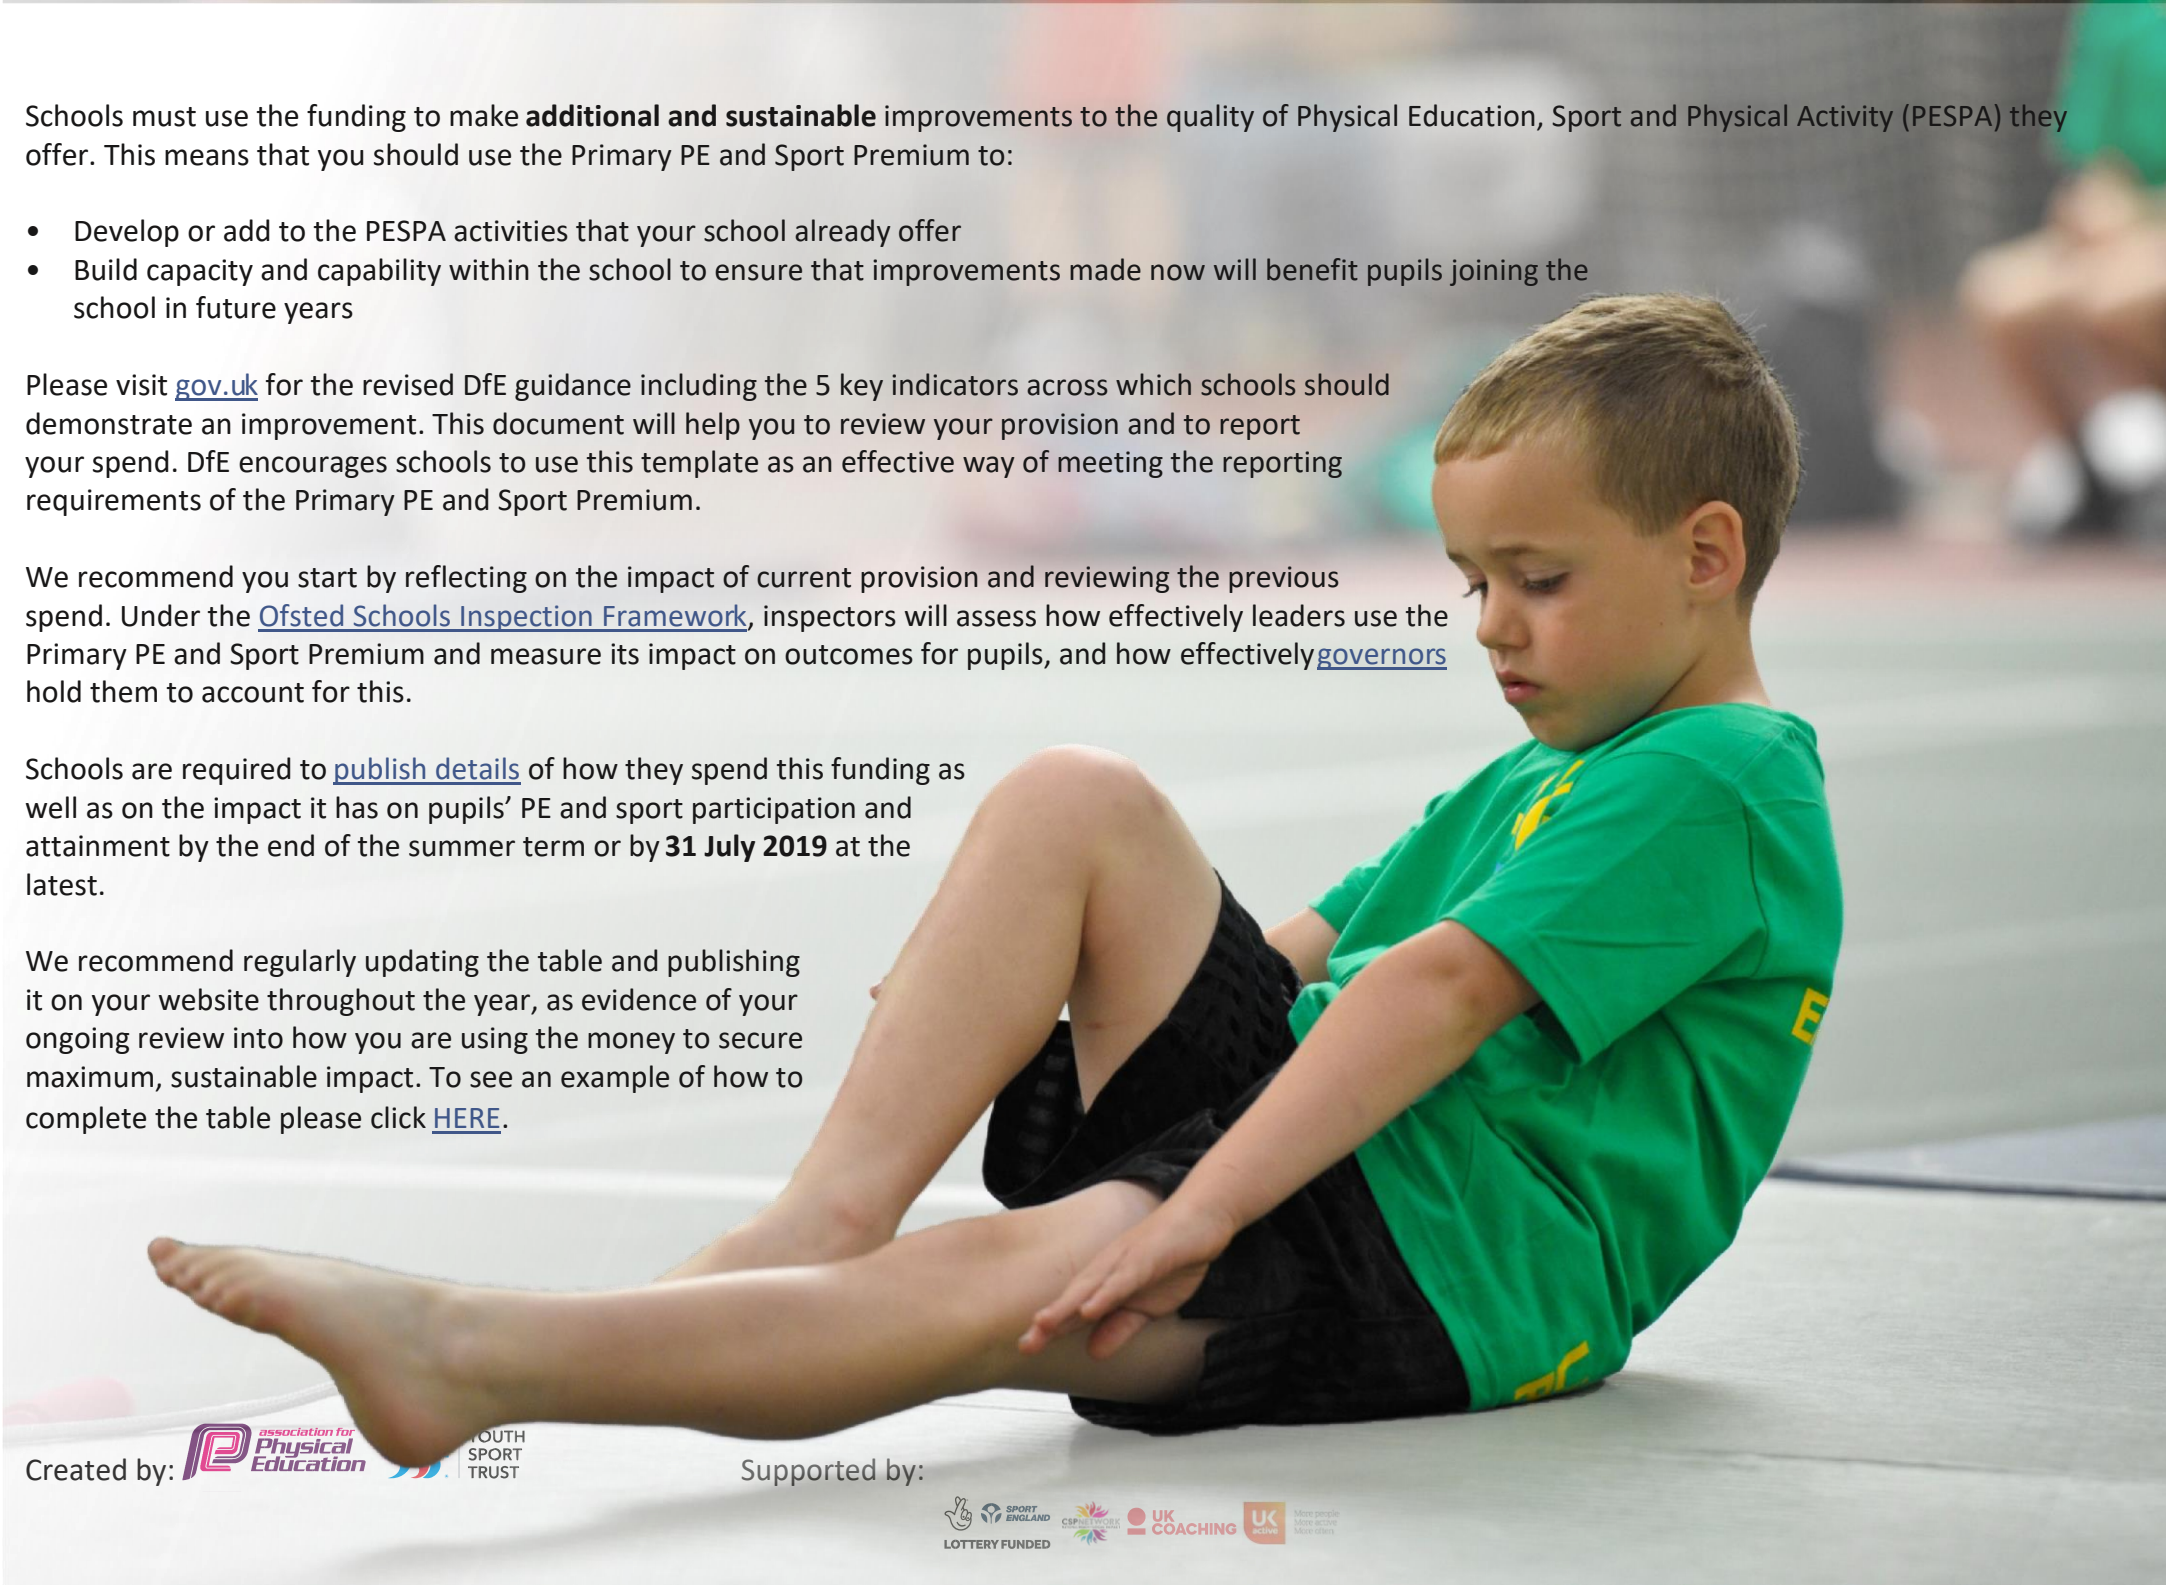 Schools must use the funding to make additional and sustainable improvements to the quality of Physical Education, Sport and Physical Activity (PESPA) they
offer. This means that you should use the Primary PE and Sport Premium to:
• Develop or add to the PESPA activities that your school already offer
• Build capacity and capability within the school to ensure that improvements made now will benefit pupils joining the
school in future years
Please visit gov.uk for the revised DfE guidance including the 5 key indicators across which schools should
demonstrate an improvement. This document will help you to review your provision and to report
your spend. DfE encourages schools to use this template as an effective way of meeting the reporting
requirements of the Primary PE and Sport Premium.
We recommend you start by reflecting on the impact of current provision and reviewing the previous
spend. Under the Ofsted Schools Inspection Framework, inspectors will assess how effectively leaders use the
Primary PE and Sport Premium and measure its impact on outcomes for pupils, and how effectively governors
hold them to account for this.
Schools are required to publish details of how they spend this funding as
well as on the impact it has on pupils’ PE and sport participation and
attainment by the end of the summer term or by 31 July 2019 at the
latest.
We recommend regularly updating the table and publishing
it on your website throughout the year, as evidence of your
ongoing review into how you are using the money to secure
maximum, sustainable impact. To see an example of how to
complete the table please click HERE.
Created by:
association for
Physical
Education
OUTH
SPORT
TRUST
Supported by:
SPORT
ENGLAND
LOTTERY FUNDED
CSPNETWORK
UK
COACHING
UK
active
More people
More active
More often